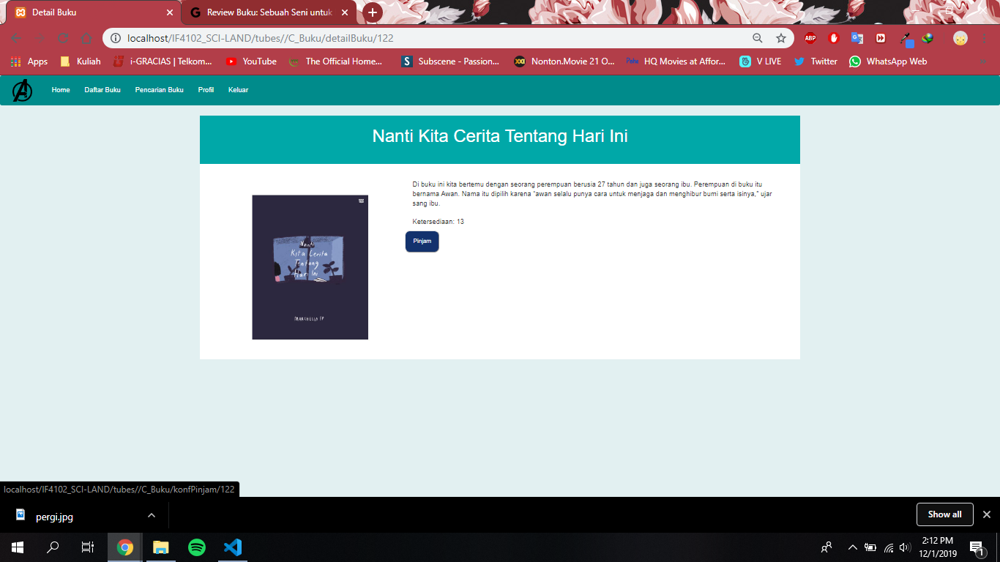 Detail Buku
Review Buku: Sebuah Seni untuk
localhost/IF4102_SCI-LAND/tubes//C_Buku/detailBuku/122
ABP
Apps
Kuliah
i-GRACIAS | Telkom...
YouTube
The Official Home...
Subscene - Passion...
Nonton.Movie 21 O...
HQ Movies at Affor...
V LIVE
Twitter
WhatsApp Web
Home
Daftar Buku
Pencarian Buku
Profil
Keluar
Nanti Kita Cerita Tentang Hari Ini
Di buku ini kita bertemu dengan seorang perempuan berusia 27 tahun dan juga seorang ibu. Perempuan di buku itu
bernama Awan. Nama itu dipilih karena "awan selalu punya cara untuk menjaga dan menghibur bumi serta isinya," ujar
sang ibu.
Ketersediaan: 13
Pinjam
Nanti
Kita Cerita
Tentang
Hari Ini
MARCHELLA FP
localhost/IF4102_SCI-LAND/tubes//C_Buku/konfPinjam/122
pergi.jpg
Show all
2:12 PM
12/1/2019
1